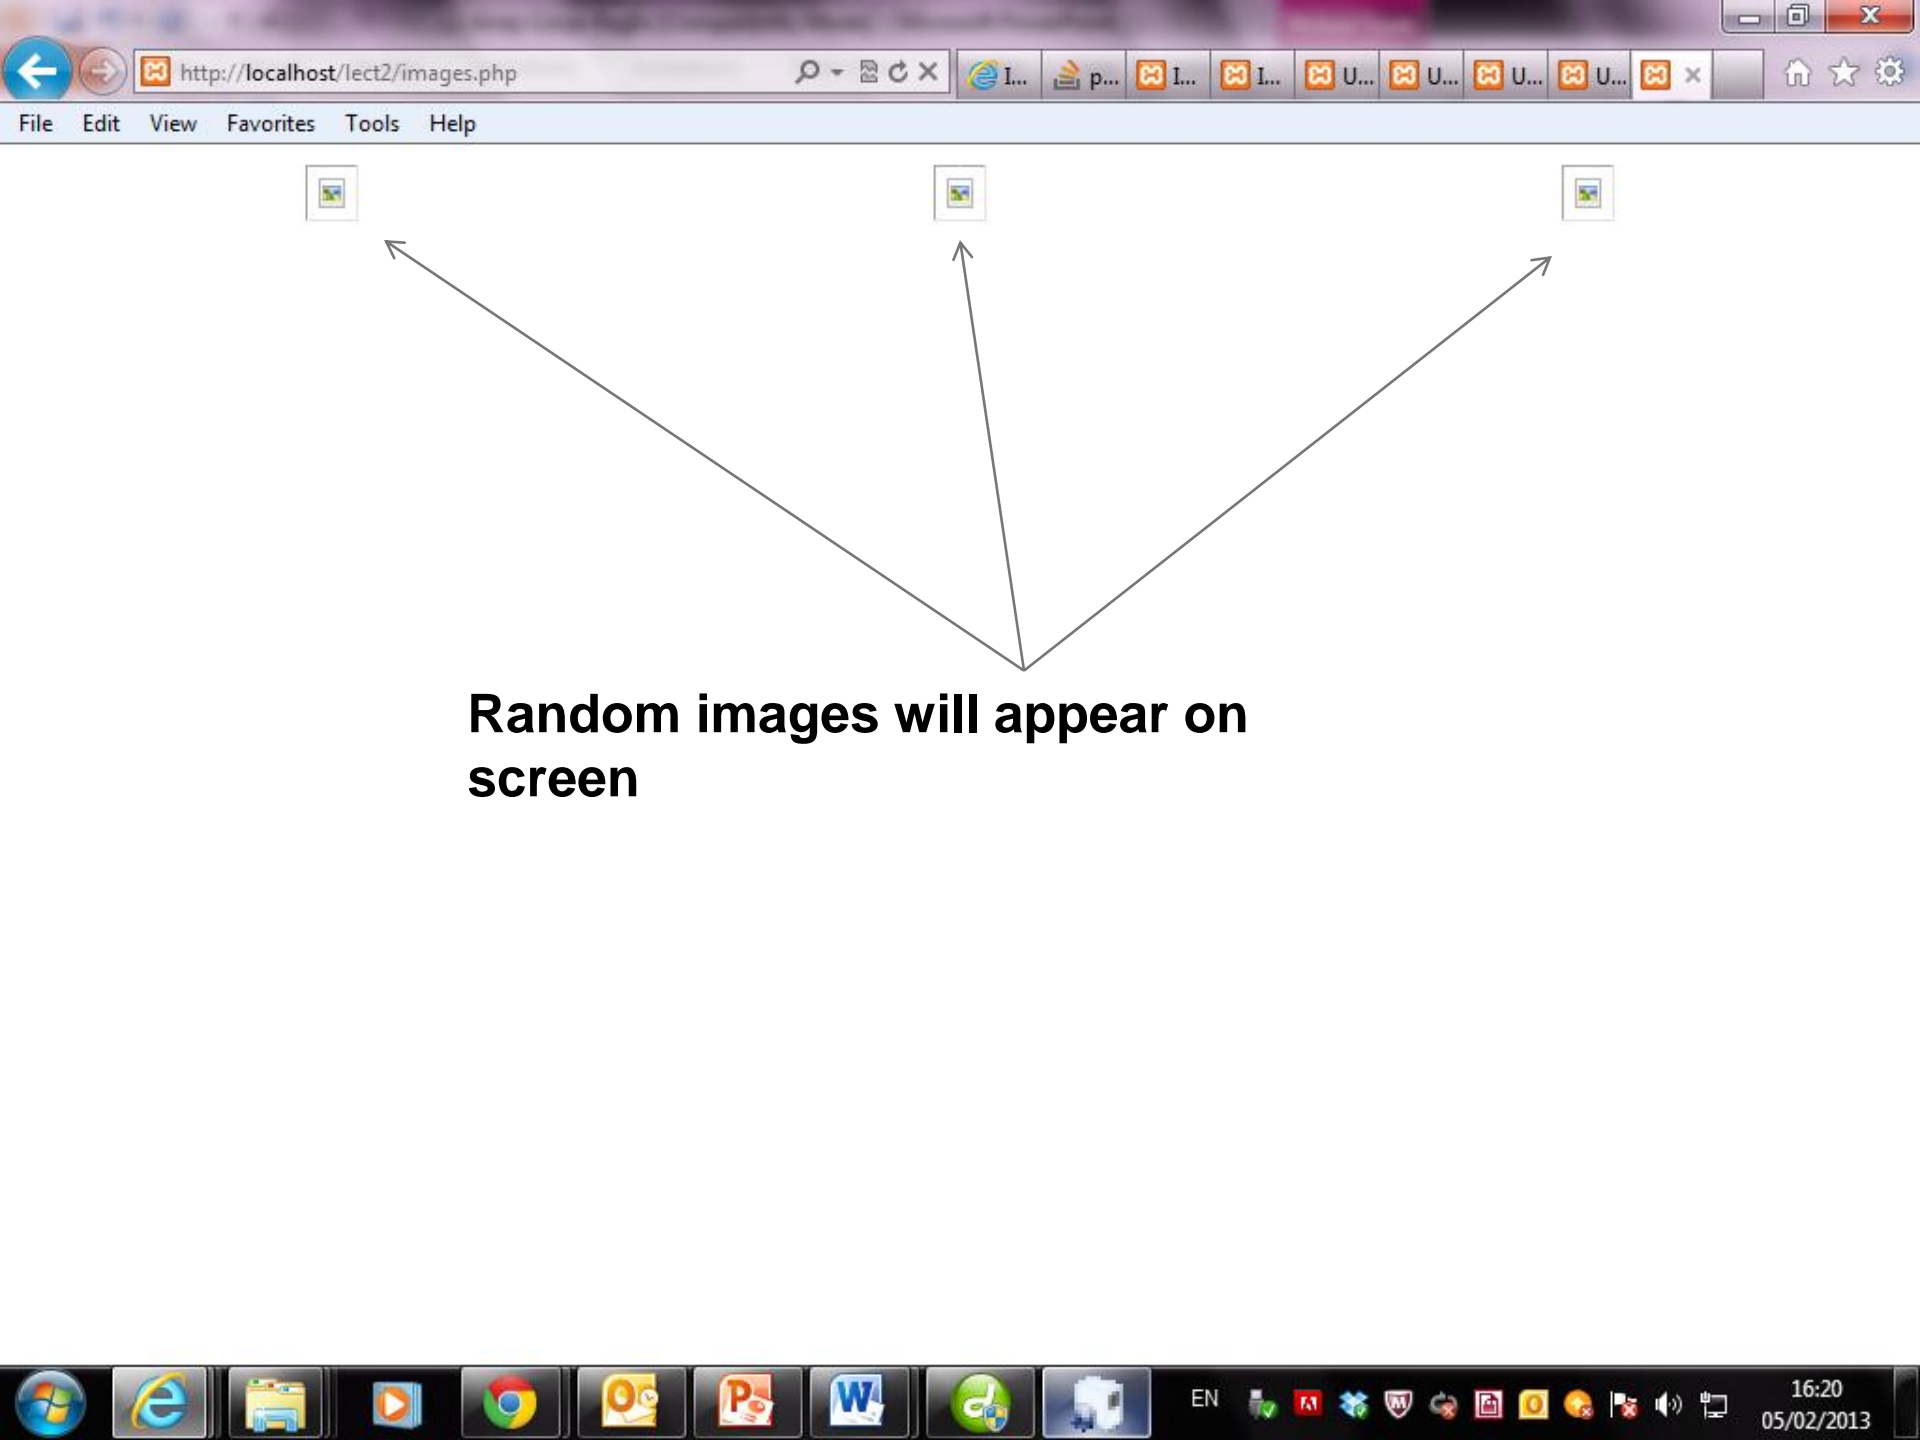 http://localhost/lect2/images.php
I... p... I... I... U... U... U... U...
File Edit View Favorites Tools Help
Random images will appear on
screen
EN
16:20
05/02/2013